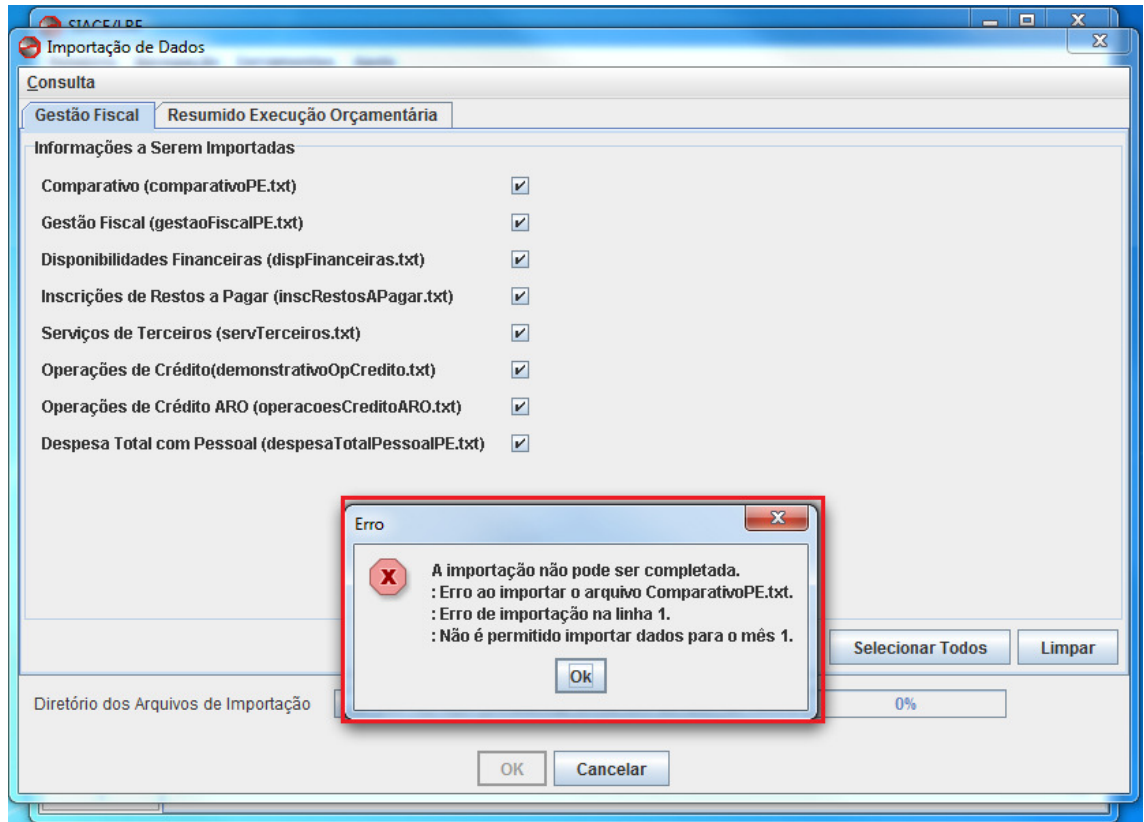 SIACE/LRF
Importação de Dados
Consulta
Gestão Fiscal
Resumido Execução Orçamentária
Informações a Serem Importadas
Comparativo (comparativoPE.txt)
Gestão Fiscal (gestaoFiscalPE.txt)
Disponibilidades Financeiras (dispFinanceiras.txt)
Inscrições de Restos a Pagar (inscRestosAPagar.txt)
Serviços de Terceiros (servTerceiros.txt)
Operações de Crédito(demonstrativoOpCredito.txt)
Operações de Crédito ARO (operacoesCreditoARO.txt)
Despesa Total com Pessoal (despesaTotalPessoalPE.txt)
Erro
A importação não pode ser completada.
: Erro ao importar o arquivo ComparativoPE.txt.
: Erro de importação na linha 1.
: Não é permitido importar dados para o mês 1.
Ok
Selecionar Todos
Limpar
Diretório dos Arquivos de Importação
0%
OK
Cancelar